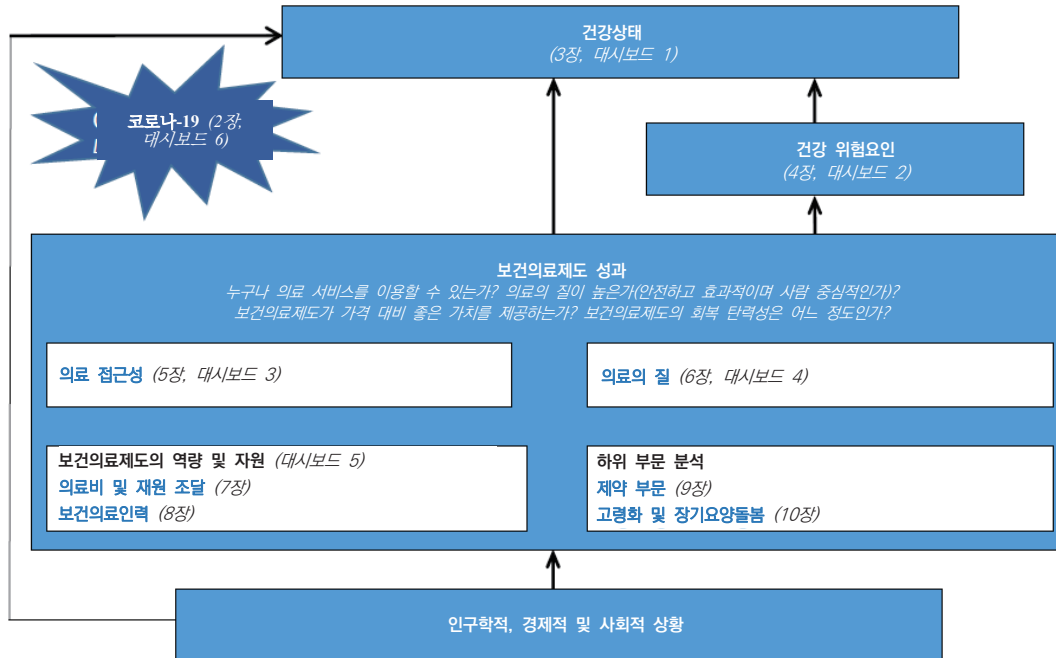 건강상태
(3장, 대시보드 1)
코로나-19 (2장,
대시보드 6)
건강 위험요인
(4장, 대시보드 2)
보건의료제도 성과
누구나 의료 서비스를 이용할 수 있는가? 의료의 질이 높은가(안전하고 효과적이며 사람 중심적인가)?
보건의료제도가 가격 대비 좋은 가치를 제공하는가? 보건의료제도의 회복 탄력성은 어느 정도인가?
의료 접근성 (5장, 대시보드 3)
의료의 질 (6장, 대시보드 4)
보건의료제도의 역량 및 자원 (대시보드 5)
의료비 및 재원 조달 (7장)
보건의료인력 (8장)
하위 부문 분석
제약 부문 (9장)
고령화 및 장기요양돌봄 (10장)
인구학적, 경제적 및 사회적 상황